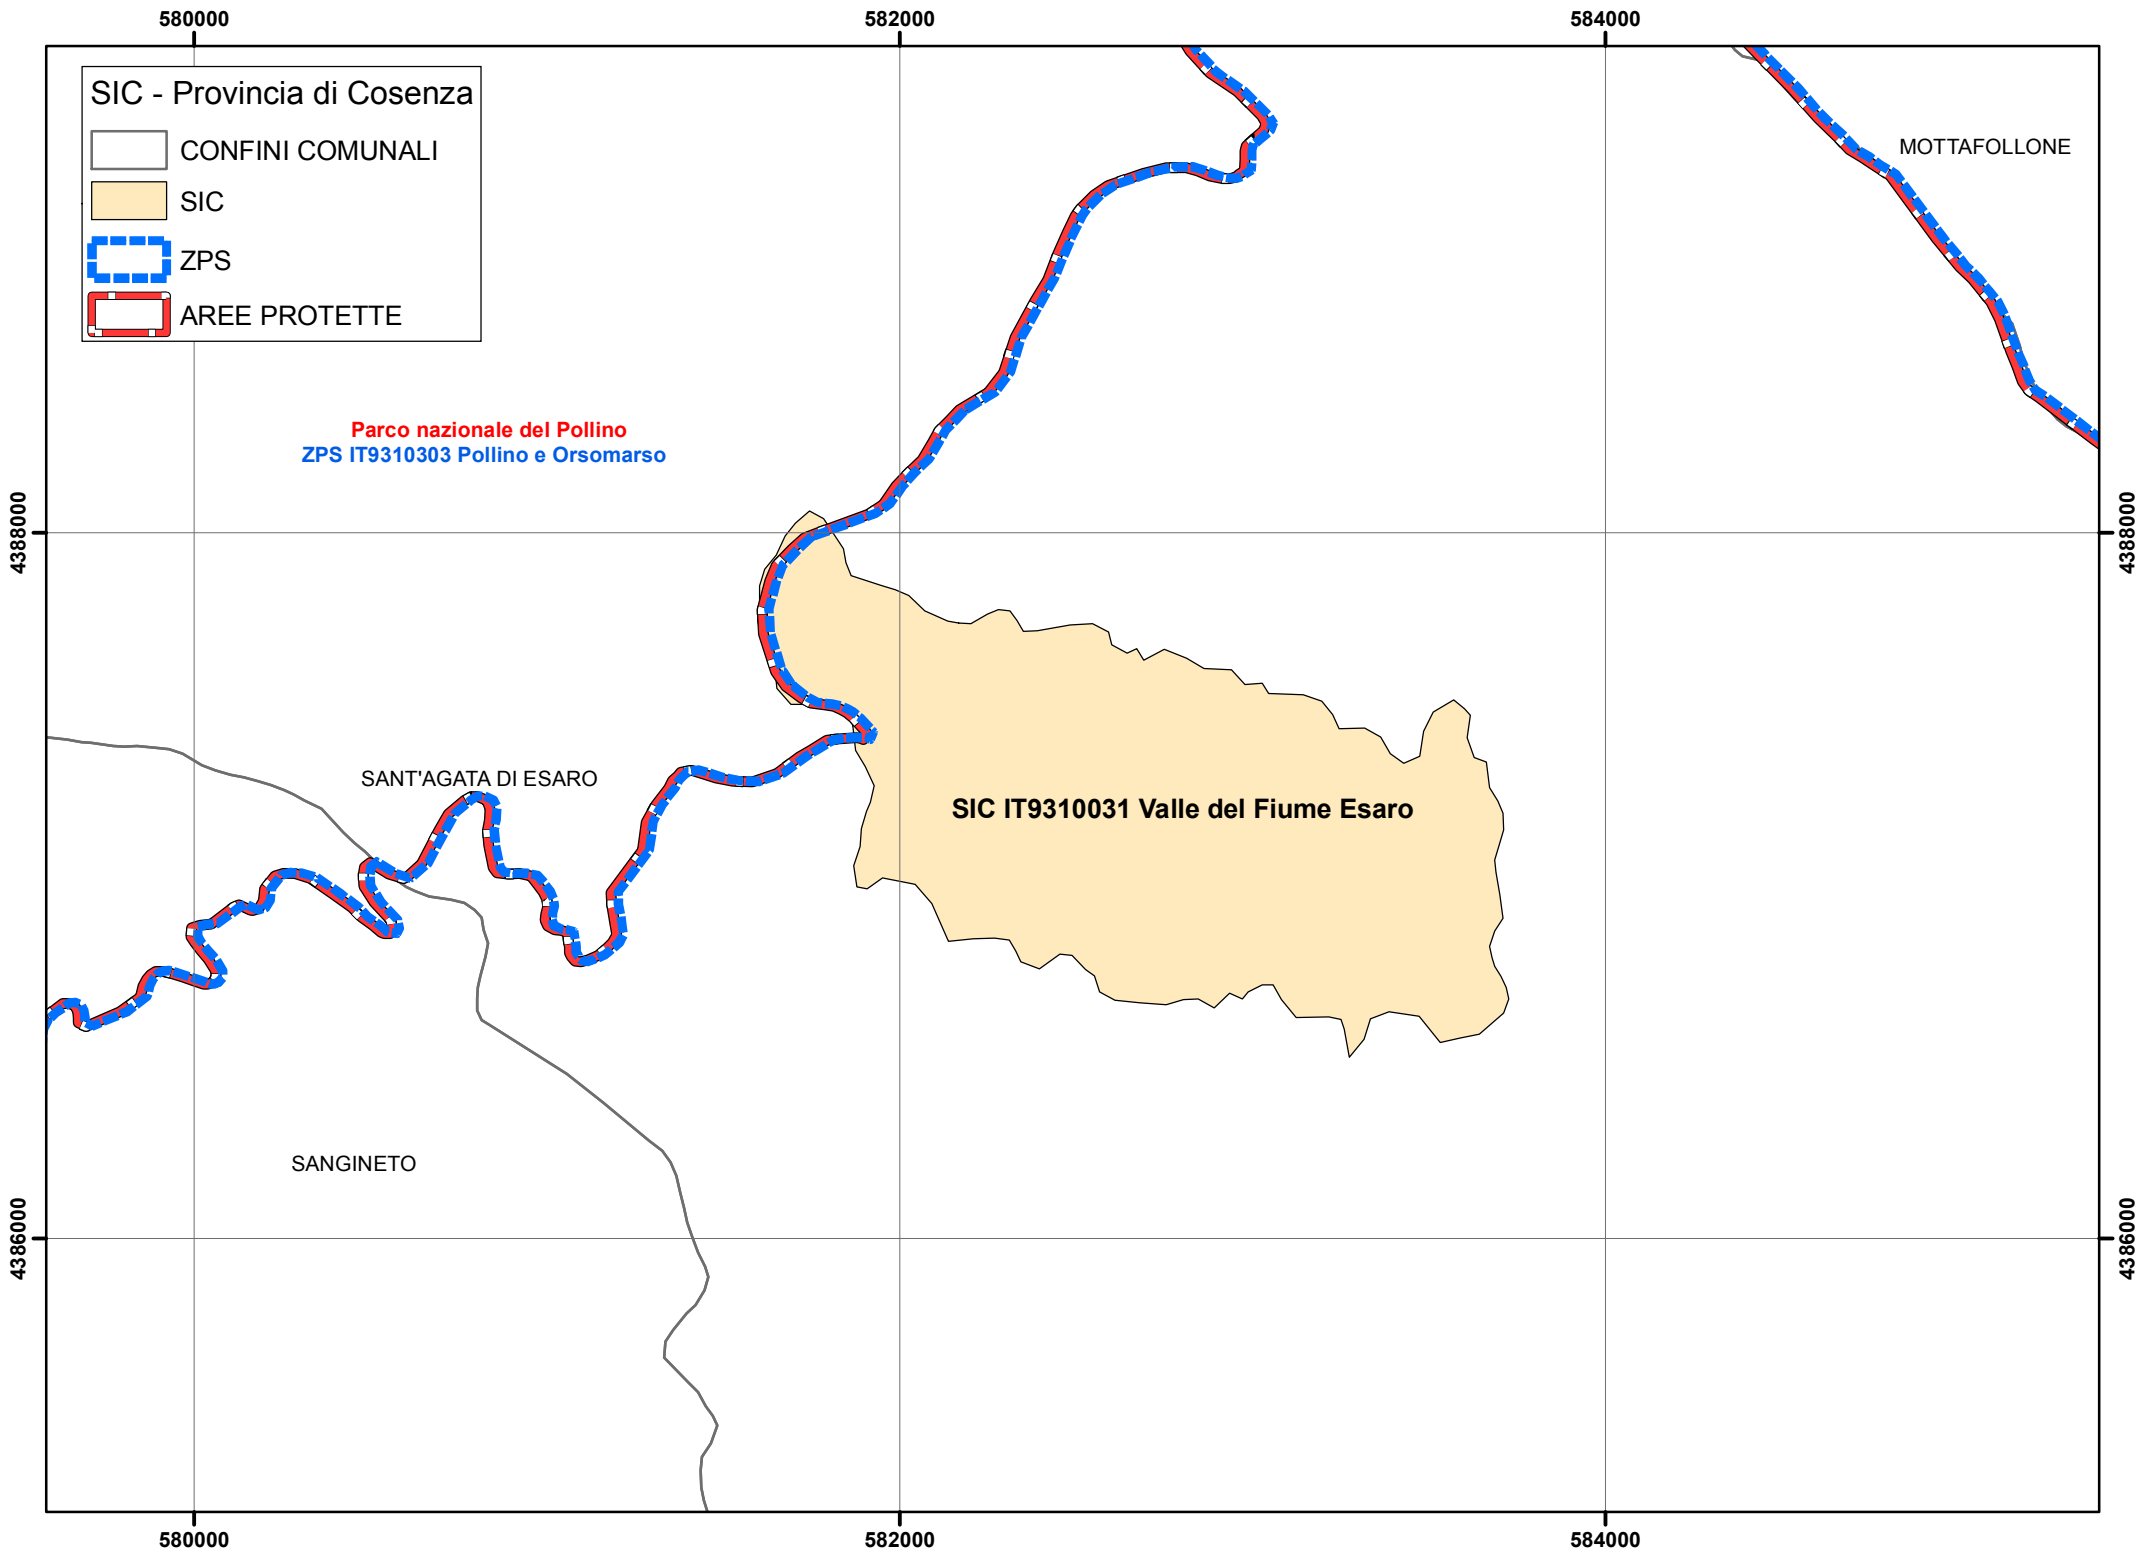 580000
582000
584000
SIC - Provincia di Cosenza
CONFINI COMUNALI
SIC
ZPS
AREE PROTETTE
MOTTAFOLLONE
Parco nazionale del Pollino
ZPS IT9310303 Pollino e Orsomarso
4388000
4388000
SANT'AGATA DI ESARO
SIC IT9310031 Valle del Fiume Esaro
SANGINETO
4386000
4386000
580000
582000
584000